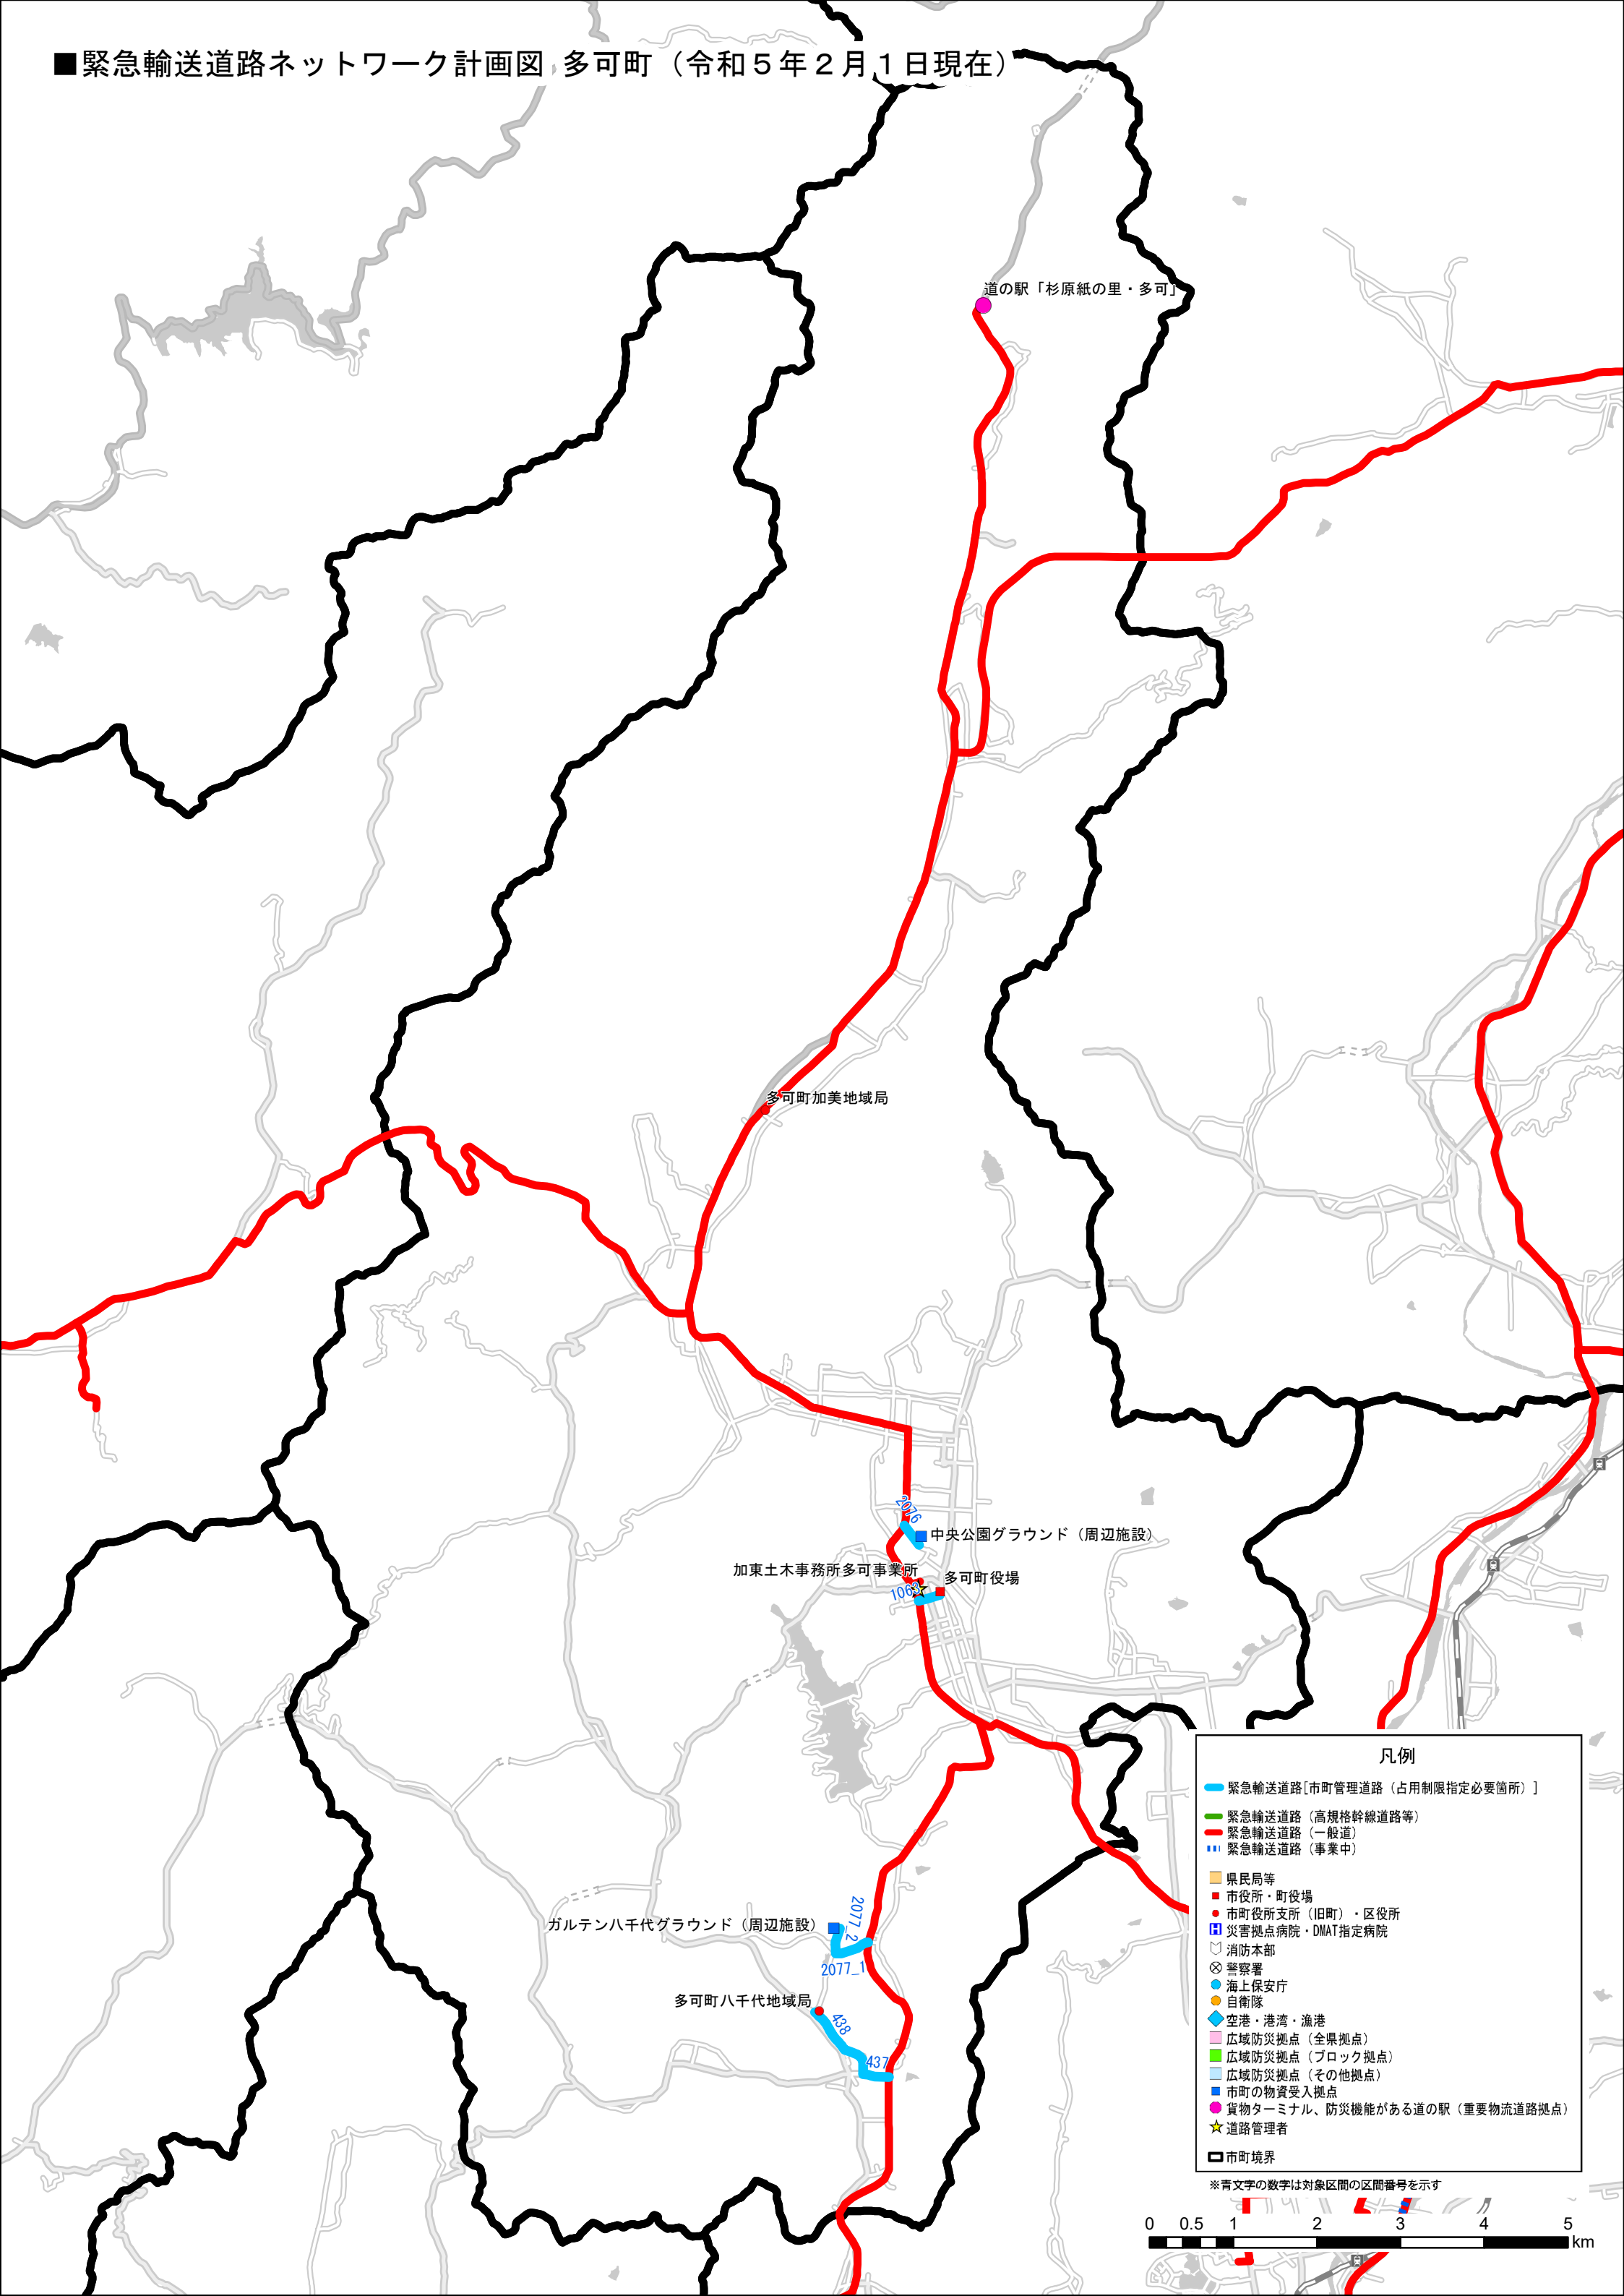 ■緊急輸送道路ネットワーク計画図 多可町（令和５年２月１日現在）
道の駅「杉原紙の里・多可」
多可町加美地域局
2076
中央公園グラウンド（周辺施設）
加東土木事務所多可事業所
多可町役場
1063
ガルテン八千代グラウンド（周辺施設）
2077_2
2077_1
多可町八千代地域局
438
437
凡例
緊急輸送道路[市町管理道路（占用制限指定必要箇所）]
緊急輸送道路（高規格幹線道路等）
緊急輸送道路（一般道）
緊急輸送道路（事業中）
県民局等
市役所・町役場
市町役所支所（旧町）・区役所
H 災害拠点病院・DMAT指定病院
消防本部
警察署
海上保安庁
自衛隊
空港・港湾・漁港
広域防災拠点（全県拠点）
広域防災拠点（ブロック拠点）
広域防災拠点（その他拠点）
市町の物資受入拠点
貨物ターミナル、防災機能がある道の駅（重要物流道路拠点）
道路管理者
市町境界
※青文字の数字は対象区間の区間番号を示す
0 0.5 1 2 3 4 5
km